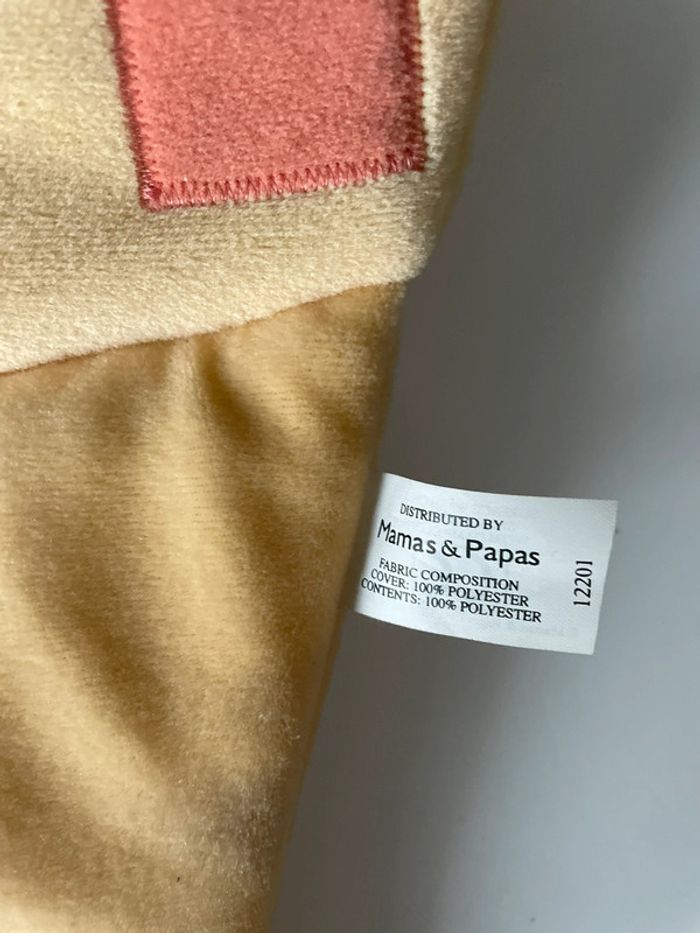 DISTRIBUTED BY
Mamas & Papas
FABRIC COMPOSITION
COVER: 100% POLYESTER
CONTENTS: 100% POLYESTER
12201